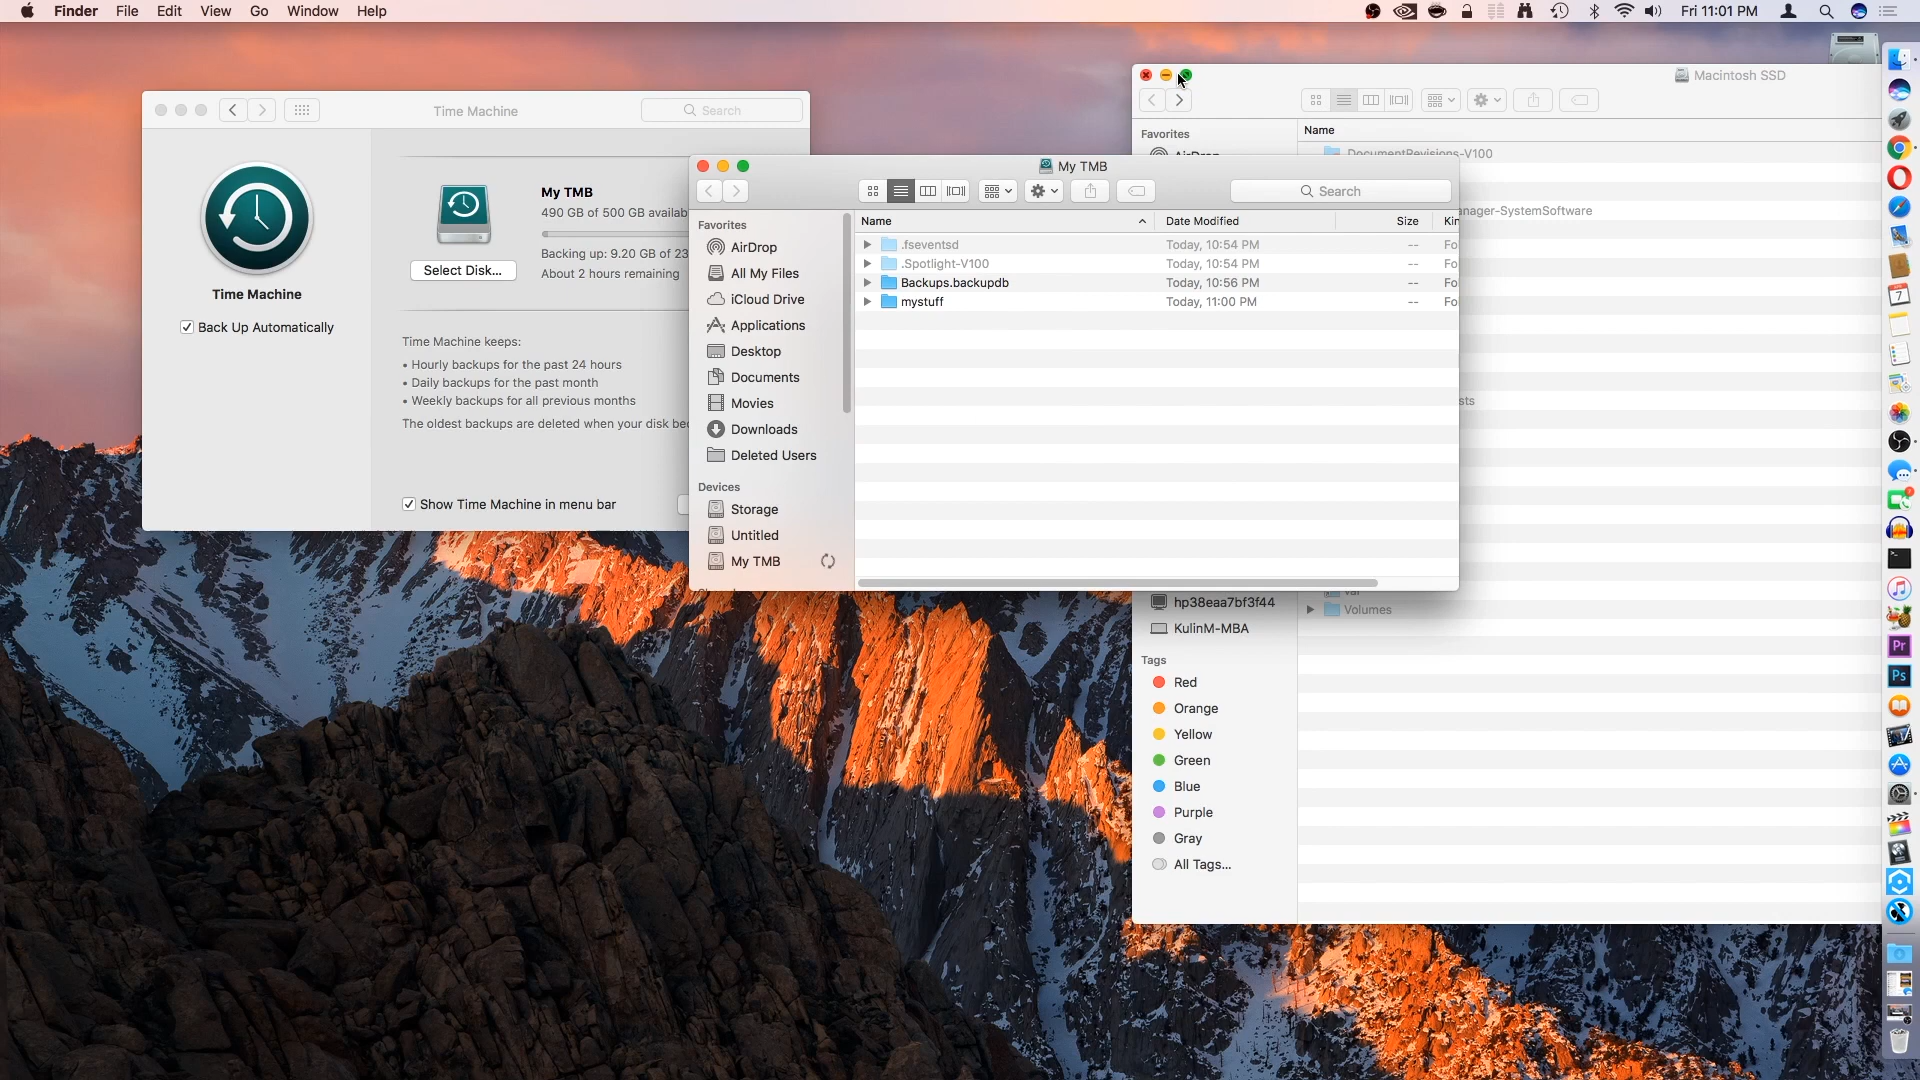 Finder File Edit View Go Window Help
Fri 11:01 PM
Time Machine
Search
Time Machine
Back Up Automatically
My TMB
490 GB of 500 GB availab
Backing up: 9.20 GB of 23
About 2 hours remaining
Select Disk...
Time Machine keeps:
• Hourly backups for the past 24 hours
• Daily backups for the past month
• Weekly backups for all previous months
The oldest backups are deleted when your disk be
Show Time Machine in menu bar
My TMB
Search
Favorites
AirDrop
All My Files
iCloud Drive
Applications
Desktop
Documents
Movies
Downloads
Deleted Users
Devices
Storage
Untitled
My TMB
Name Date Modified Size Kin
.fseventsd Today, 10:54 PM -- Fo
.Spotlight-V100 Today, 10:54 PM -- Fo
Backups.backupdb Today, 10:56 PM -- Fo
mystuff Today, 11:00 PM -- Fo
Macintosh SSD
Favorites
AirDrop
Name
DocumentRevisions-V100
anager-SystemSoftware
sts
var
Volumes
hp38eaa7bf3f44
KulinM-MBA
Tags
Red
Orange
Yellow
Green
Blue
Purple
Gray
All Tags...
7
Pr
Ps